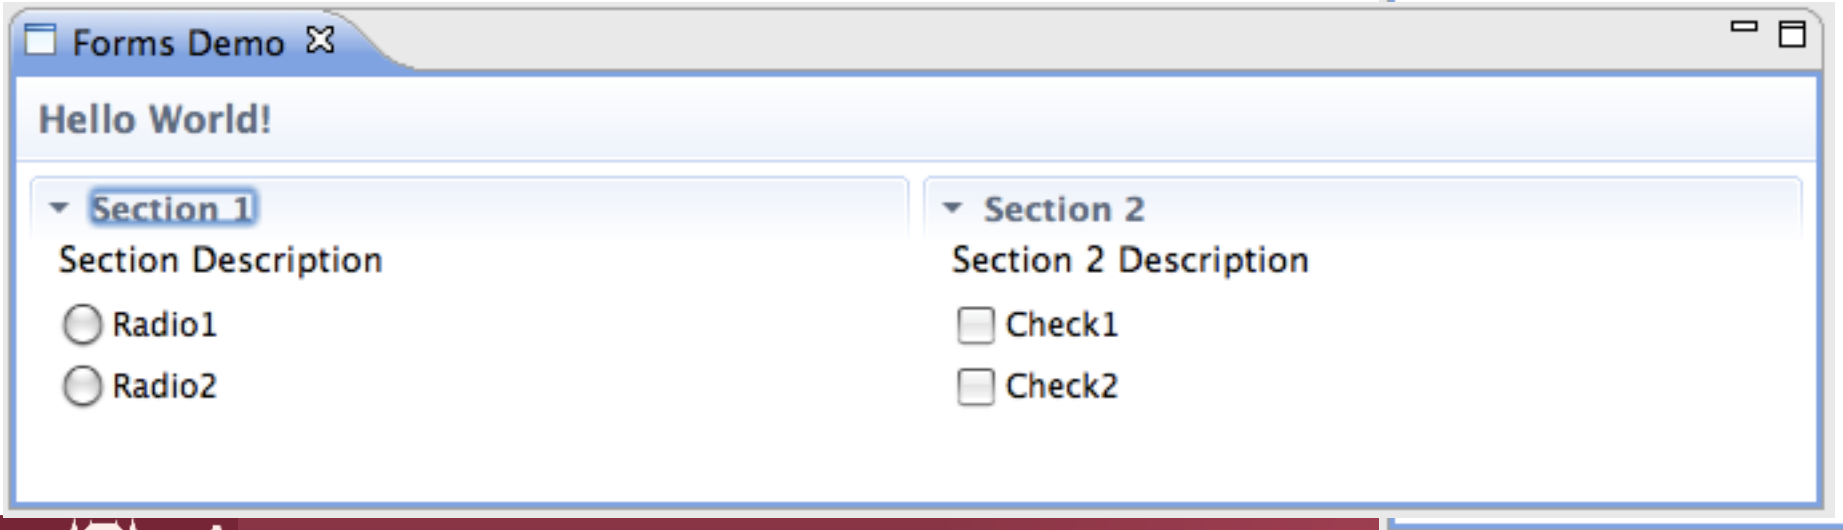 Forms Demo
Hello World!
Section 1
Section Description
Radio1
Radio2
Section 2
Section 2 Description
Check1
Check2